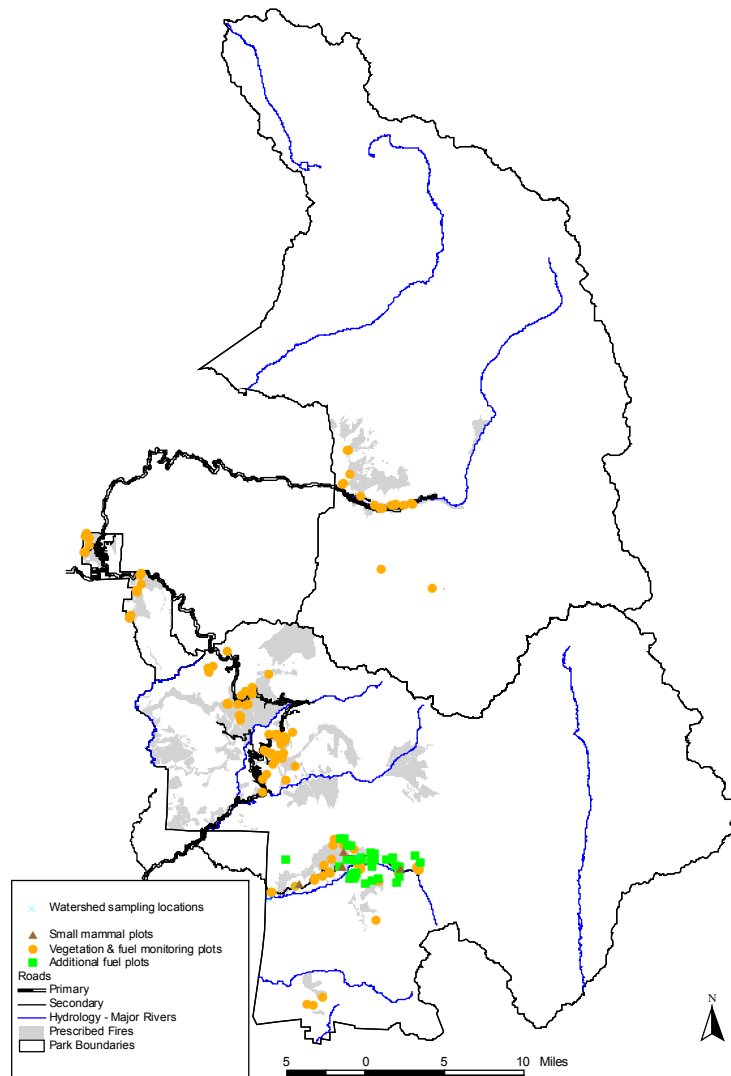 Watershed sampling locations
Small mammal plots
Vegetation & fuel monitoring plots
Additional fuel plots
Roads
Primary
Secondary
Hydrology - Major Rivers
Prescribed Fires
Park Boundaries
N
5 0 5 10 Miles